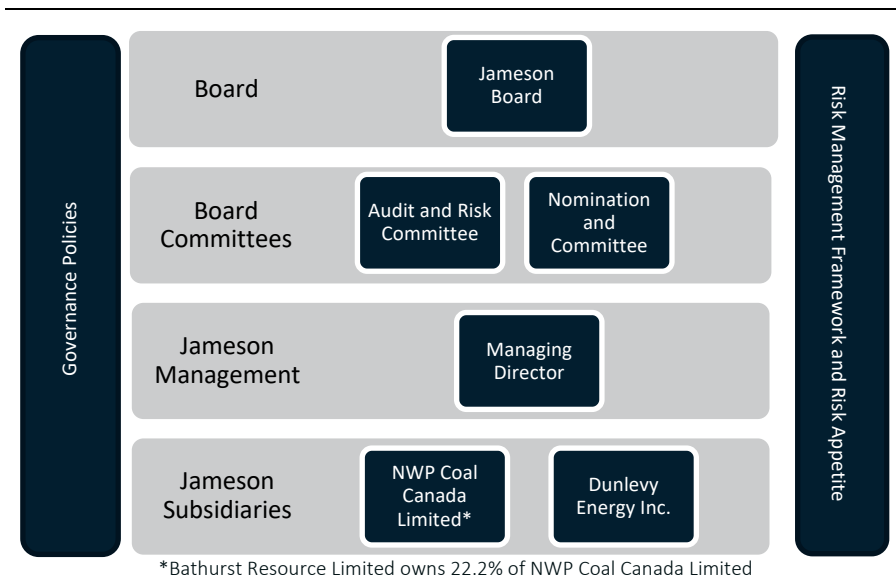 Governance Policies
Board
Jameson
Board
Board
Committees
Audit and Risk
Committee
Nomination
and
Committee
Jameson
Management
Managing
Director
Jameson
Subsidiaries
NWP Coal
Canada
Limited*
Dunlevy
Energy Inc.
Risk Management Framework and Risk Appetite
*Bathurst Resource Limited owns 22.2% of NWP Coal Canada Limited